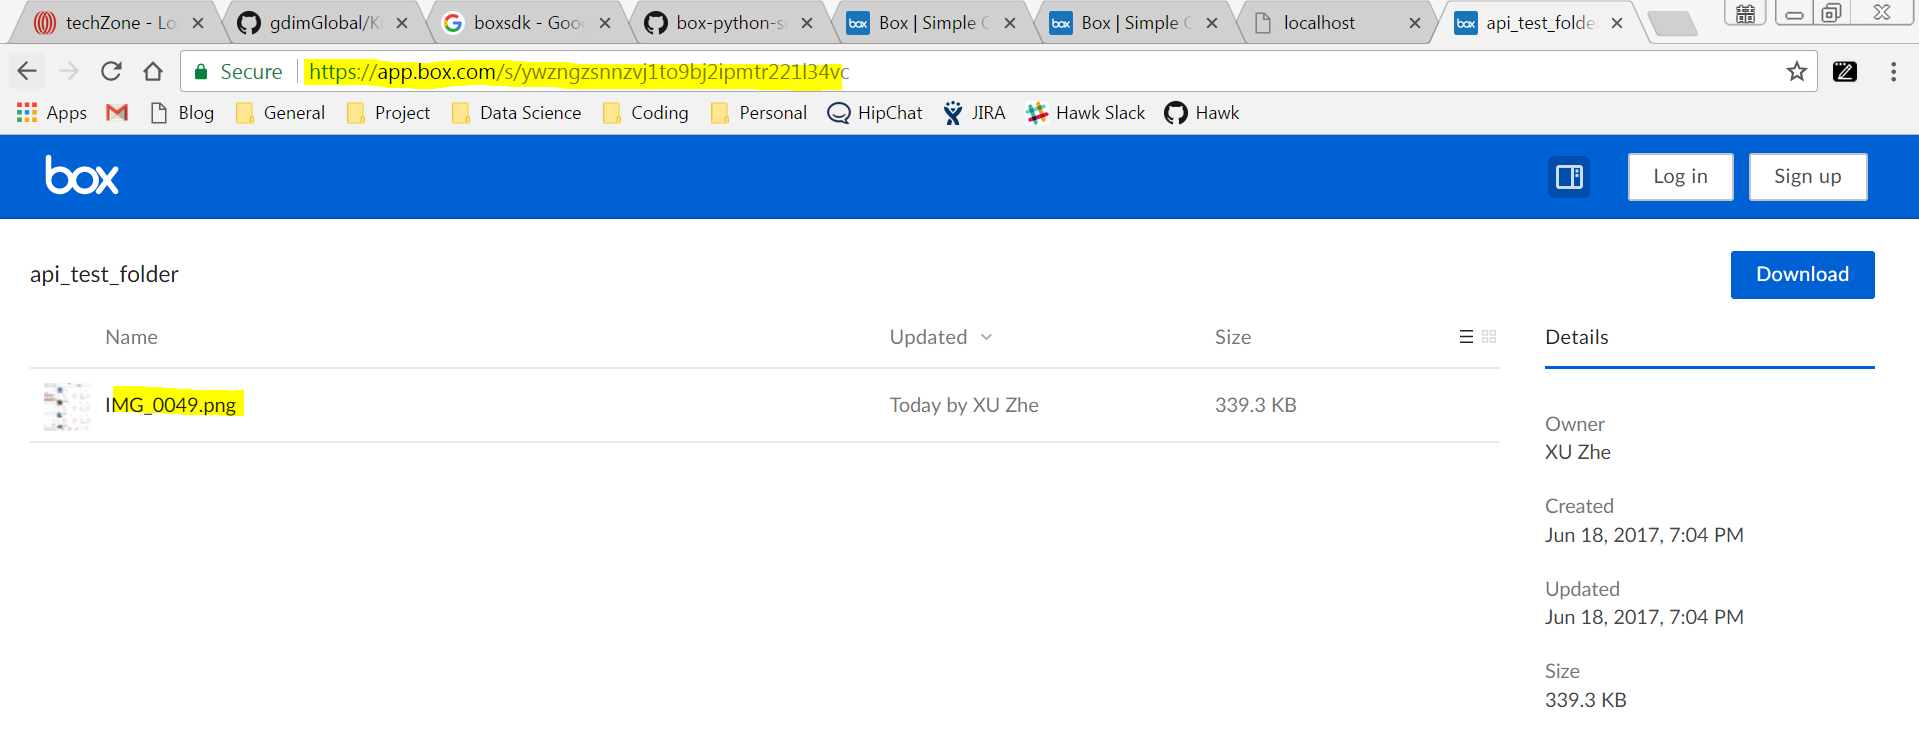 techZone - Lo
gdimGlobal/K
boxsdk - Goo
box-python-s
Box | Simple
Box | Simple
localhost
api_test_folde
Secure https://app.box.com/s/ywzngzsnnzvj1to9bj2ipmtr221l34vc
Apps Blog General Project Data Science Coding Personal HipChat JIRA Hawk Slack Hawk
box Log in Sign up
api_test_folder Download
Name Updated Size Details
IMG_0049.png Today by XU Zhe 339.3 KB
Owner
XU Zhe
Created
Jun 18, 2017, 7:04 PM
Updated
Jun 18, 2017, 7:04 PM
Size
339.3 KB